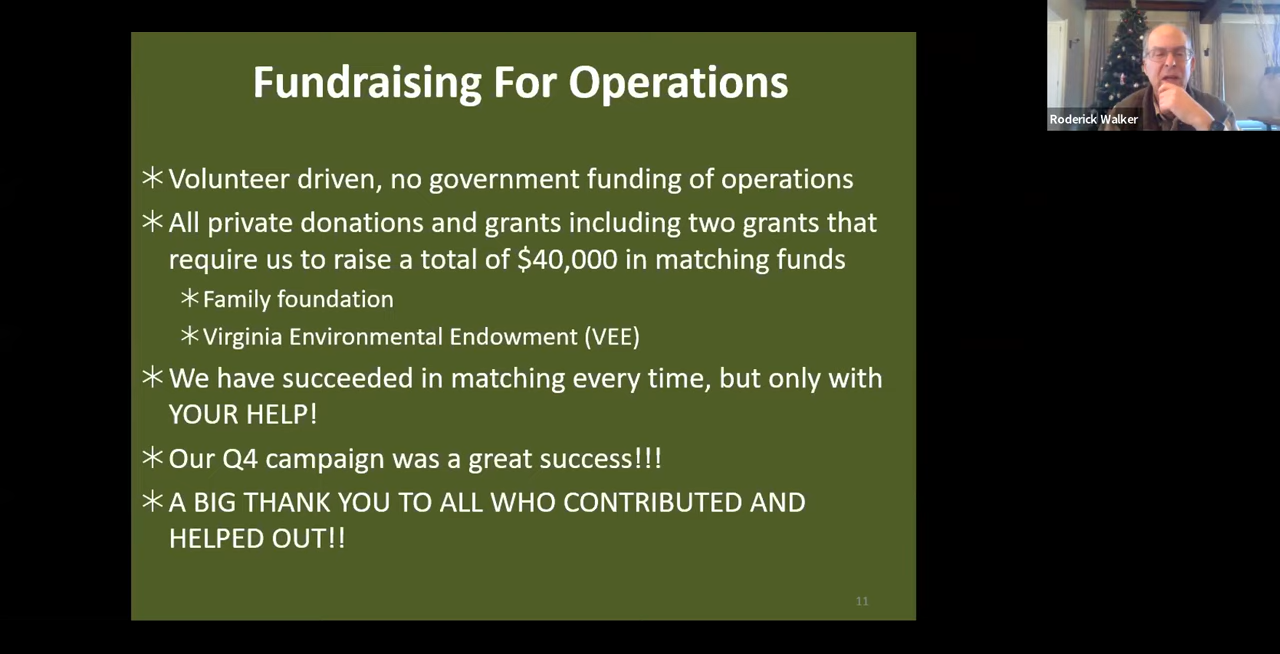 Fundraising For Operations
Roderick Walker
＊Volunteer driven, no government funding of operations
＊All private donations and grants including two grants that
require us to raise a total of $40,000 in matching funds
＊Family foundation
＊Virginia Environmental Endowment (VEE)
＊We have succeeded in matching every time, but only with
YOUR HELP!
＊Our Q4 campaign was a great success!!!
＊A BIG THANK YOU TO ALL WHO CONTRIBUTED AND
HELPED OUT!!
11